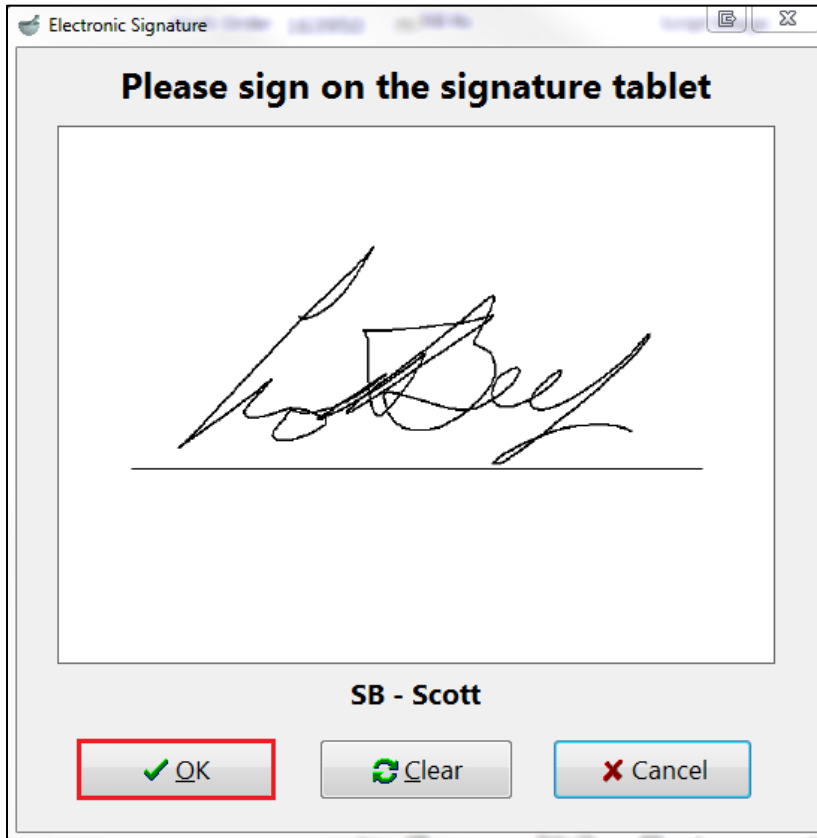 Electronic Signature
Please sign on the signature tablet
SB - Scott
OK
Clear
Cancel